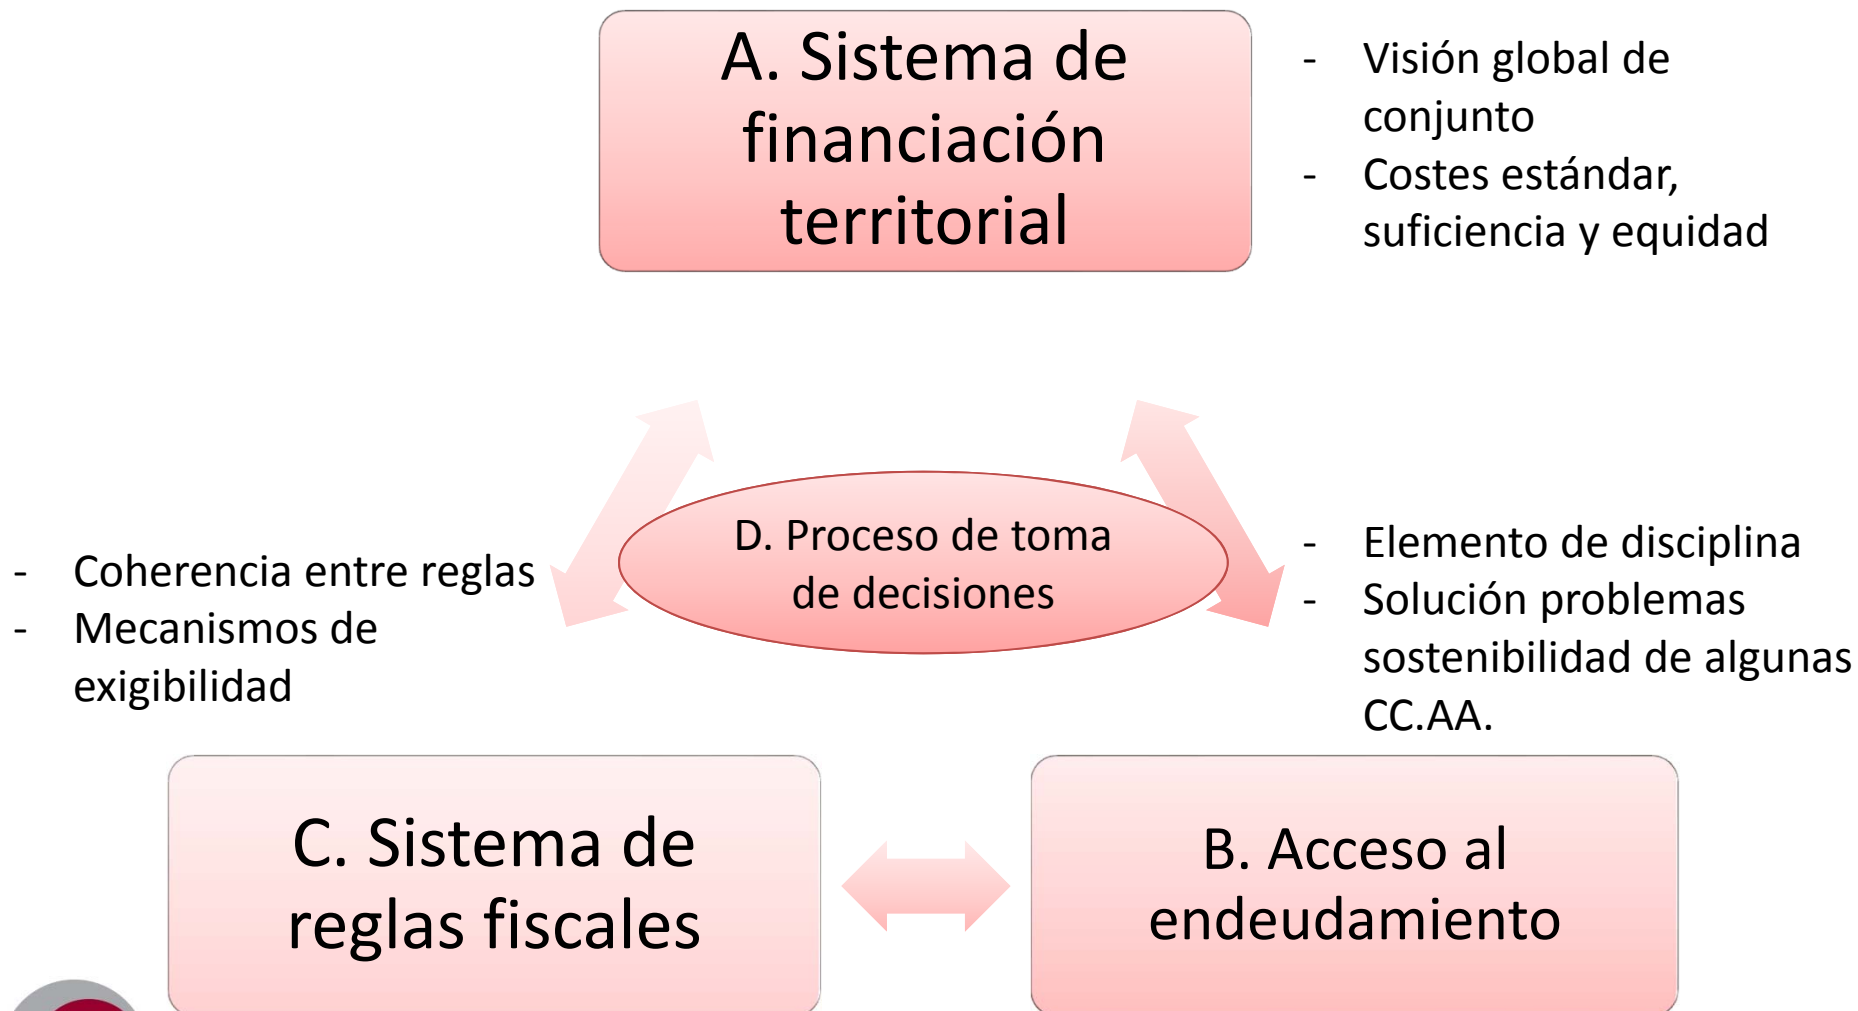 A. Sistema de
financiación
territorial
- Visión global de
conjunto
- Costes estándar,
suficiencia y equidad
D. Proceso de toma
de decisiones
- Coherencia entre reglas
- Mecanismos de
exigibilidad
- Elemento de disciplina
- Solución problemas
sostenibilidad de algunas
CC.AA.
C. Sistema de
reglas fiscales
B. Acceso al
endeudamiento